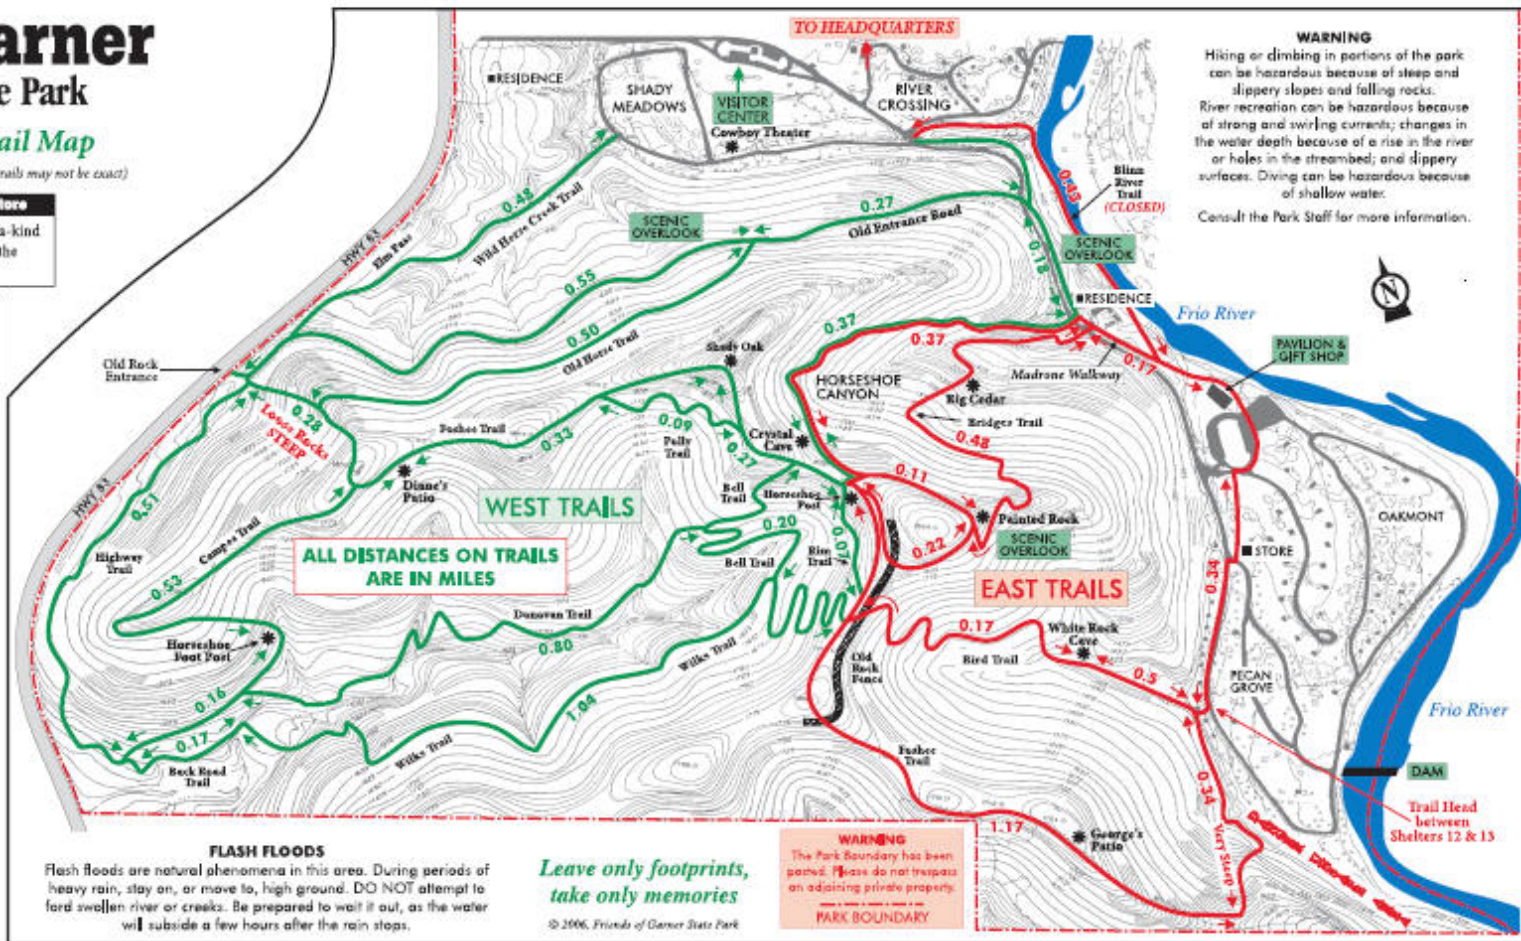 arner
e Park
ail Map
rails may not be exact)
tore
a-kind
the
TO HEADQUARTERS
WARNING
Hiking or climbing in portions of the park
can be hazardous because of steep and
slippery slopes and falling rocks.
River recreation can be hazardous because
of strong and swirling currents; changes in
the water depth because of a rise in the river
or holes in the streambed; and slippery
surfaces. Diving can be hazardous because
of shallow water.
Consult the Park Staff for more information.
RESIDENCE
SHADY
MEADOWS
VISITOR
CENTER
Cowboy Theater
RIVER
CROSSING
Blinn
River
Trail
(CLOSED)
0.43
0.48
Wild Horse Creek Trail
Elm Pass
HWY 83
SCENIC
OVERLOOK
0.27
Old Entrance Road
SCENIC
OVERLOOK
0.18
0.55
0.50
Old Horse Trail
RESIDENCE
N
Frio River
PAVILION &
GIFT SHOP
0.37
0.37
Madrone Walkway
0.17
Old Rock
Entrance
Shady Oak
HORSESHOE
CANYON
Big Cedar
Bridges Trail
0.48
0.28
Loose Rocks
STEEP
Foshee Trail
0.33
0.09
Polly
Trail
0.27
Crystal
Cave
0.11
Diane's
Patio
Bell
Trail
Horseshoe
Post
Painted Rock
SCENIC
OVERLOOK
OAKMONT
HWY 83
0.51
WEST TRAILS
0.20
0.07
0.22
Highway
Trail
Campos Trail
ALL DISTANCES ON TRAILS
ARE IN MILES
Bell Trail
Rim
Trail
EAST TRAILS
STORE
0.34
0.53
Donovan Trail
0.80
0.17
White Rock
Cave
Bird Trail
Horseshoe
Foot Post
Wilks Trail
Old
Rock
Fence
0.5
PECAN
GROVE
0.16
1.04
Frio River
0.17
Wilks Trail
Back Road
Trail
Foshee
Trail
DAM
0.34
Trail Head
between
Shelters 12 & 13
1.17
George's
Patio
Very Steep
FLASH FLOODS
Flash floods are natural phenomena in this area. During periods of
heavy rain, stay on, or move to, high ground. DO NOT attempt to
ford swollen river or creeks. Be prepared to wait it out, as the water
will subside a few hours after the rain stops.
Leave only footprints,
take only memories
© 2006, Friends of Garner State Park
WARNING
The Park Boundary has been
posted. Please do not trespass
on adjoining private property.
PARK BOUNDARY